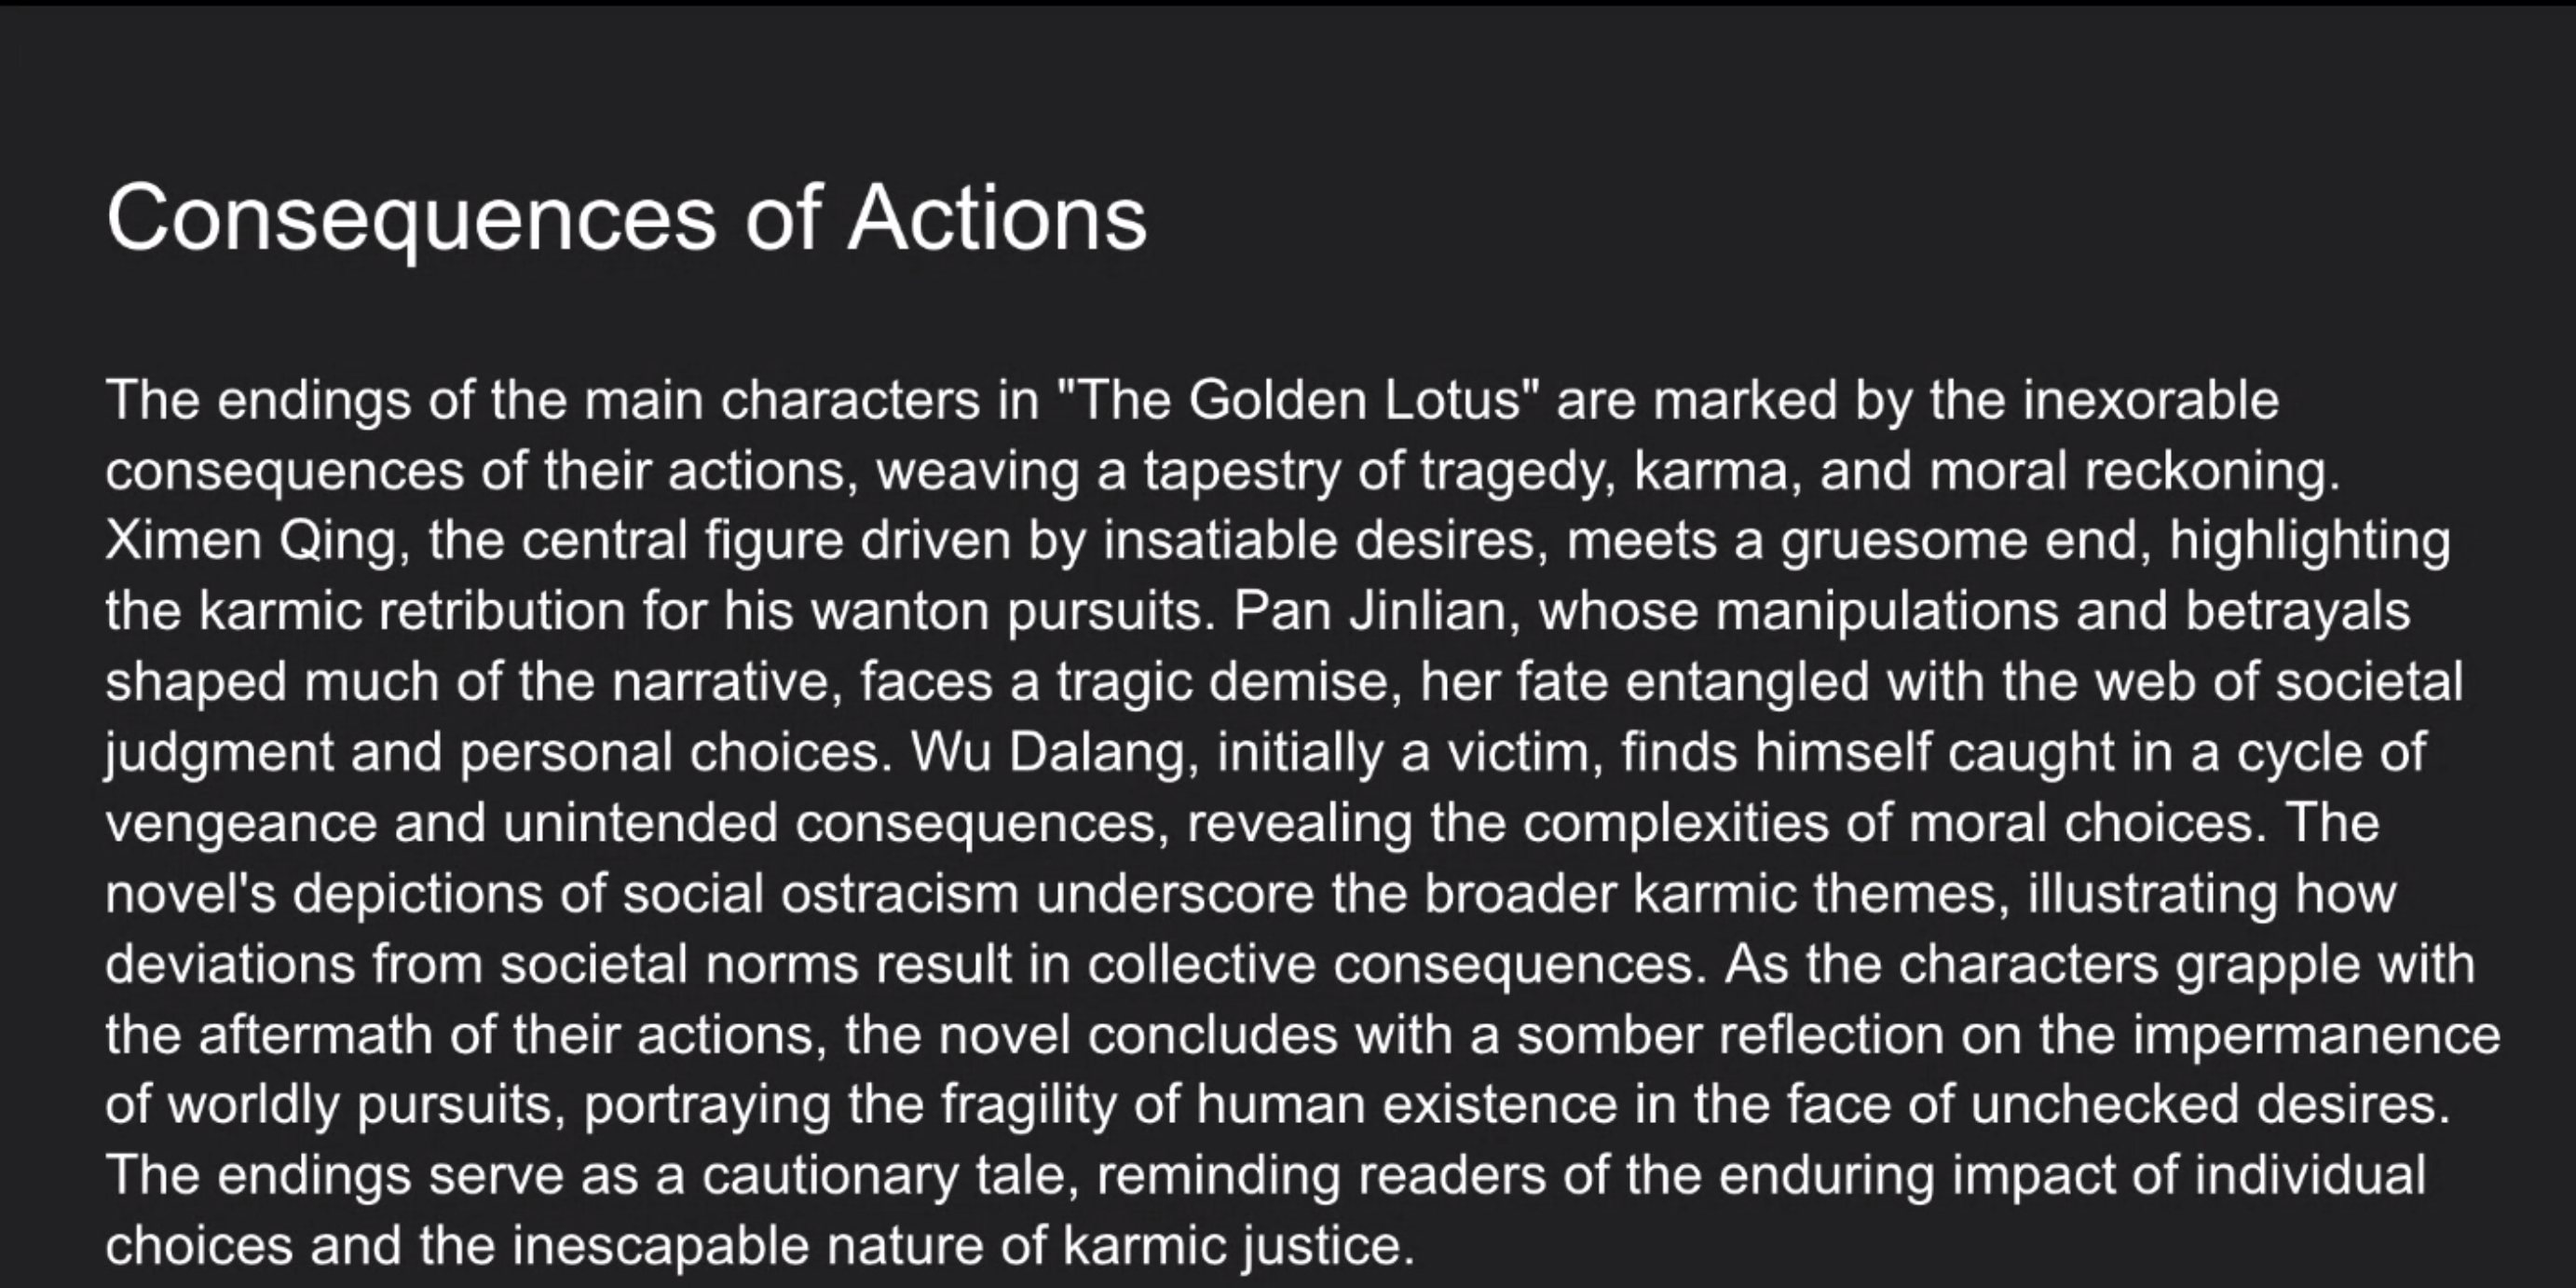 Consequences of Actions
The endings of the main characters in "The Golden Lotus" are marked by the inexorable
consequences of their actions, weaving a tapestry of tragedy, karma, and moral reckoning.
Ximen Qing, the central figure driven by insatiable desires, meets a gruesome end, highlighting
the karmic retribution for his wanton pursuits. Pan Jinlian, whose manipulations and betrayals
shaped much of the narrative, faces a tragic demise, her fate entangled with the web of societal
judgment and personal choices. Wu Dalang, initially a victim, finds himself caught in a cycle of
vengeance and unintended consequences, revealing the complexities of moral choices. The
novel's depictions of social ostracism underscore the broader karmic themes, illustrating how
deviations from societal norms result in collective consequences. As the characters grapple with
the aftermath of their actions, the novel concludes with a somber reflection on the impermanence
of worldly pursuits, portraying the fragility of human existence in the face of unchecked desires.
The endings serve as a cautionary tale, reminding readers of the enduring impact of individual
choices and the inescapable nature of karmic justice.